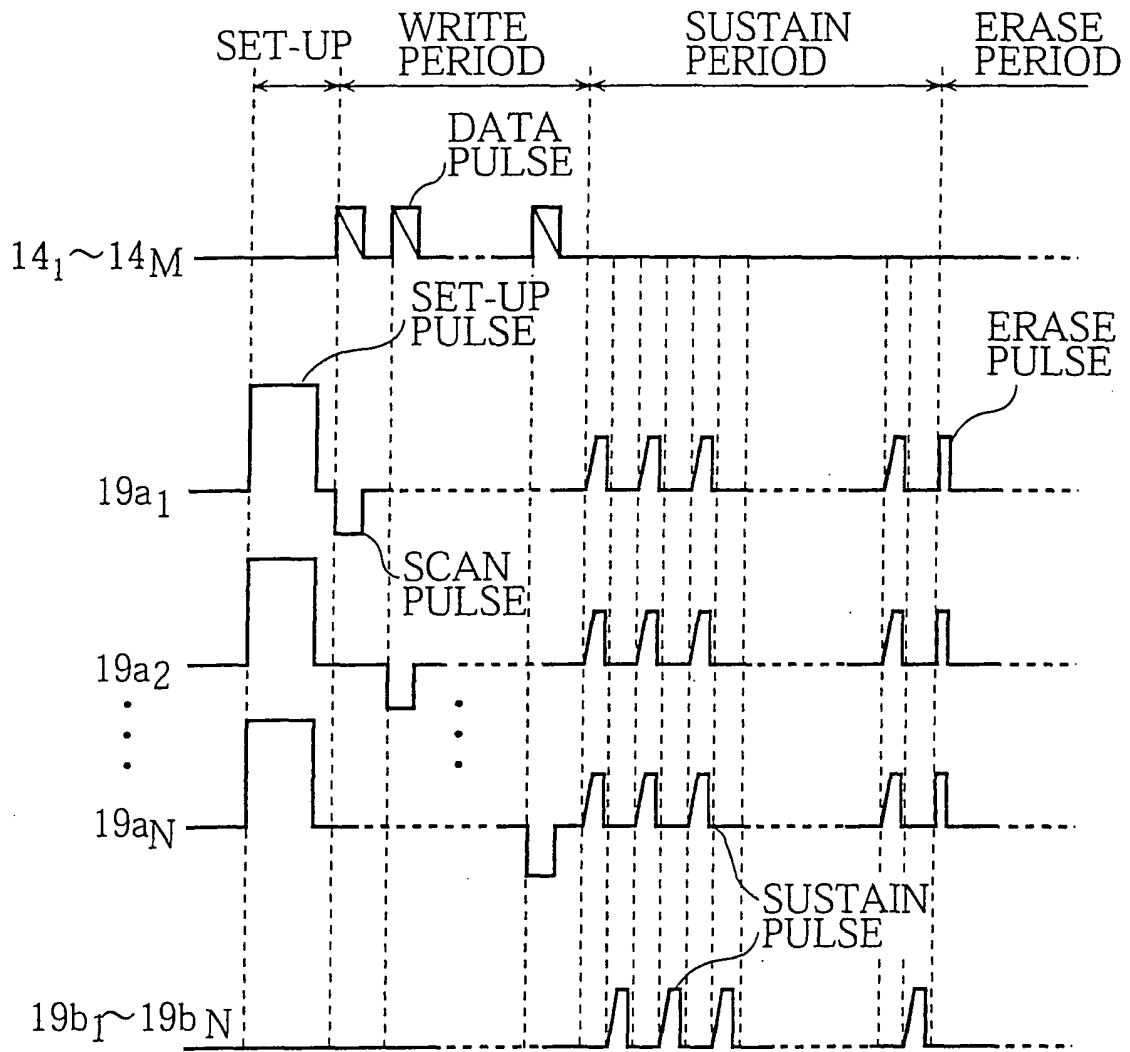 SET-UP
WRITE
PERIOD
SUSTAIN
PERIOD
ERASE
PERIOD
DATA
PULSE
14₁~14M
SET-UP
PULSE
ERASE
PULSE
19a₁
SCAN
PULSE
19a₂
19aN
SUSTAIN
PULSE
19b₁~19bN